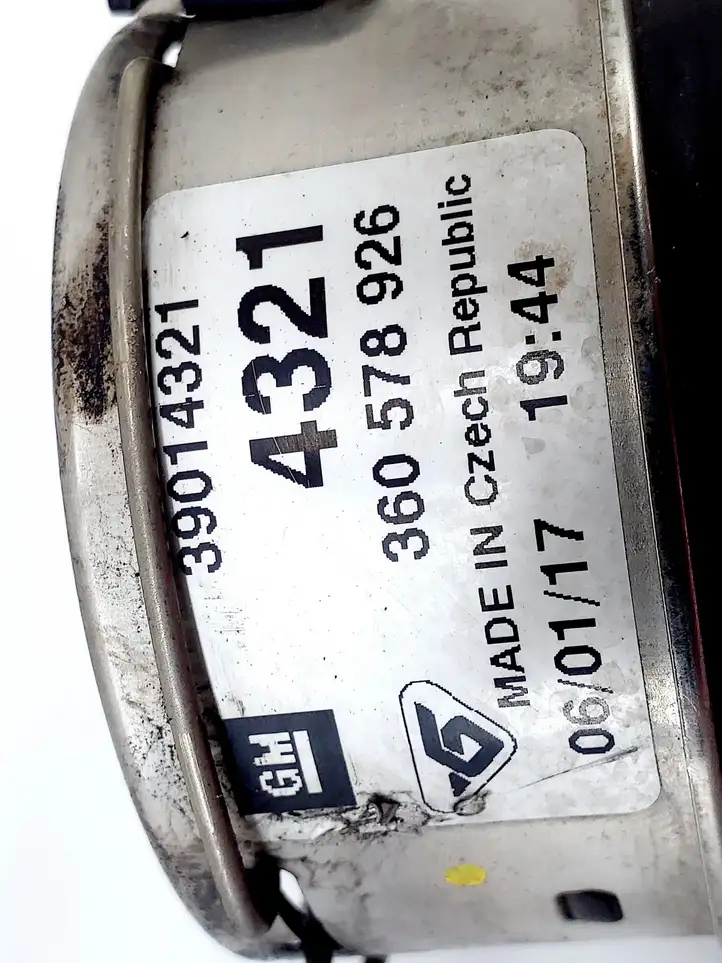 39014321
4321
360 578 926
MADE IN Czech Republic
06/01/17 19:44
GM